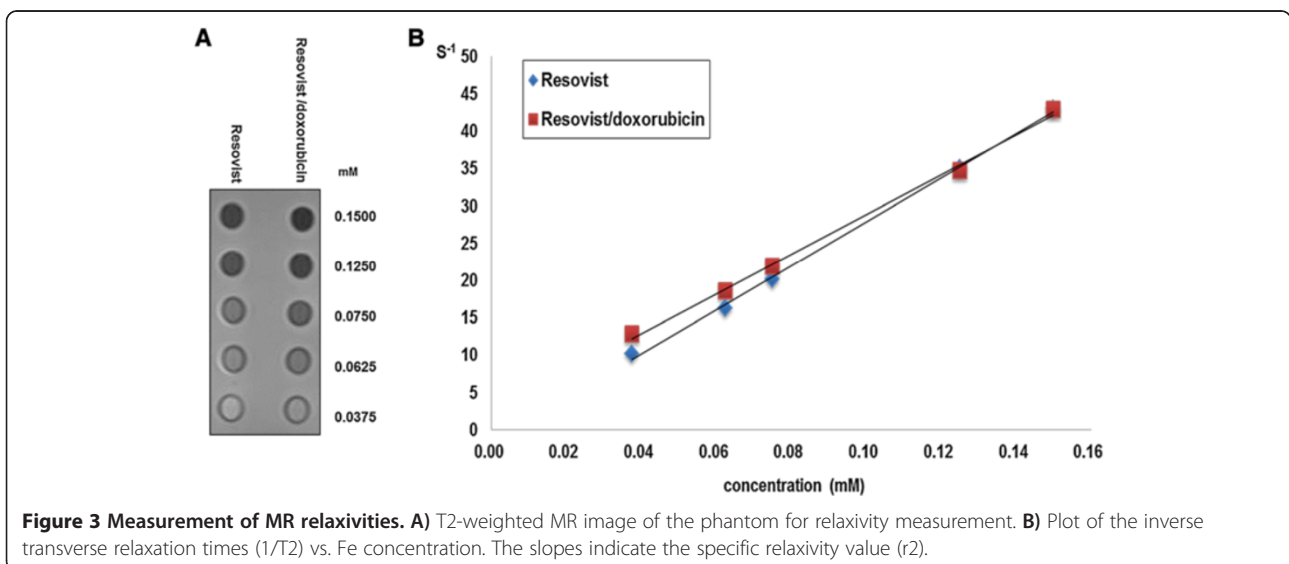 A
Resovist
Resovist /doxorubicin
mM
0.1500
0.1250
0.0750
0.0625
0.0375
B
S-1
50
45
40
35
30
25
20
15
10
5
0
Resovist
Resovist/doxorubicin
0.00 0.02 0.04 0.06 0.08 0.10 0.12 0.14 0.16
concentration (mM)
Figure 3 Measurement of MR relaxivities. A) T2-weighted MR image of the phantom for relaxivity measurement. B) Plot of the inverse
transverse relaxation times (1/T2) vs. Fe concentration. The slopes indicate the specific relaxivity value (r2).